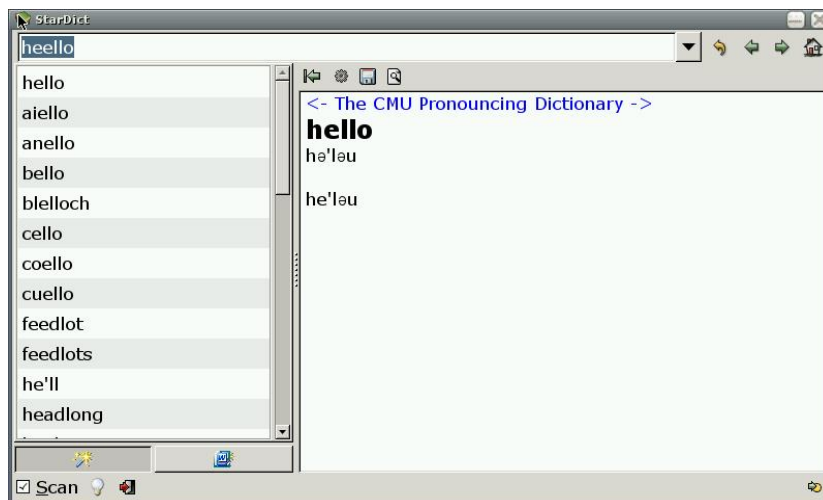 StarDict
heello
hello
aiello
anello
bello
blelloch
cello
coello
cuello
feedlot
feedlots
he'll
headlong
<- The CMU Pronouncing Dictionary ->
hello
hə'ləu
he'ləu
Scan